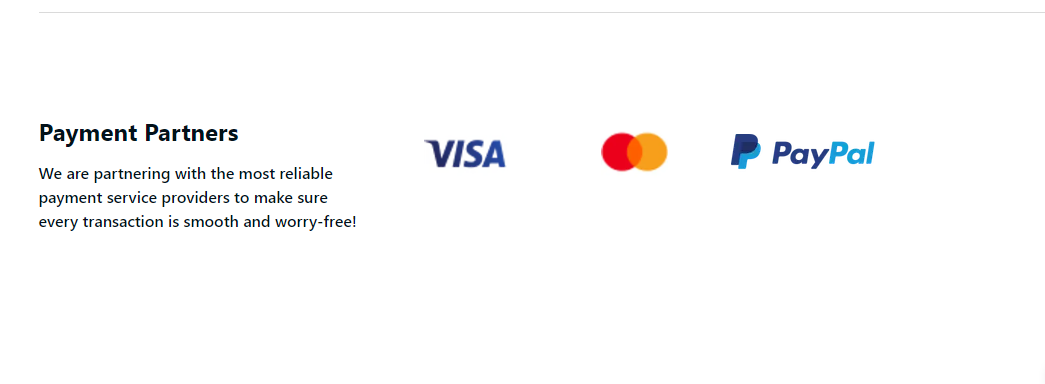 Payment Partners
We are partnering with the most reliable
payment service providers to make sure
every transaction is smooth and worry-free!
VISA
PayPal